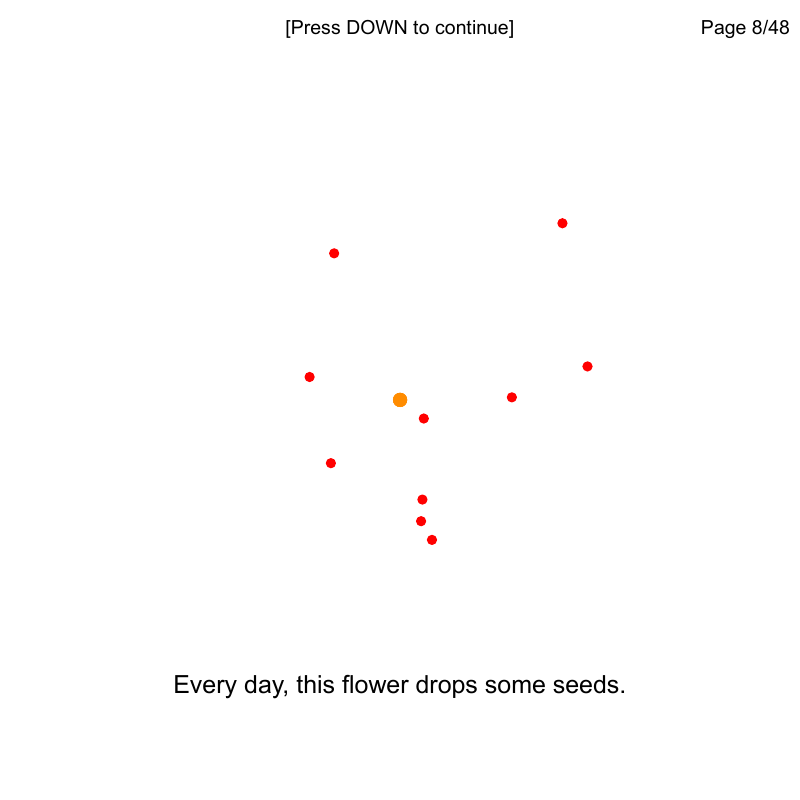 [Press DOWN to continue]
Page 8/48
Every day, this flower drops some seeds.